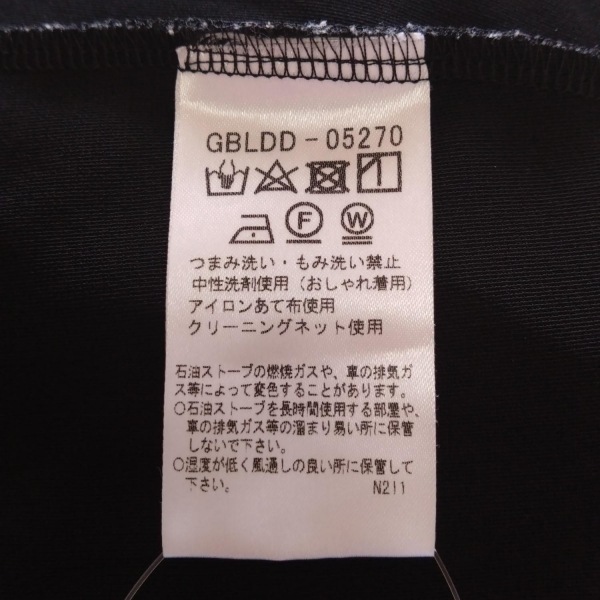 GBLDD-05270
F W
つまみ洗い・もみ洗い禁止
中性洗剤使用（おしゃれ着用）
アイロンあて布使用
クリーニングネット使用
石油ストーブの燃焼ガスや、車の排気ガ
ス等によって変色することがあります。
○石油ストーブを長時間使用する部屋や、
車の排気ガス等の溜まり易い所に保管
しないで下さい。
○湿度が低く風通しの良い所に保管して
下さい。 N211